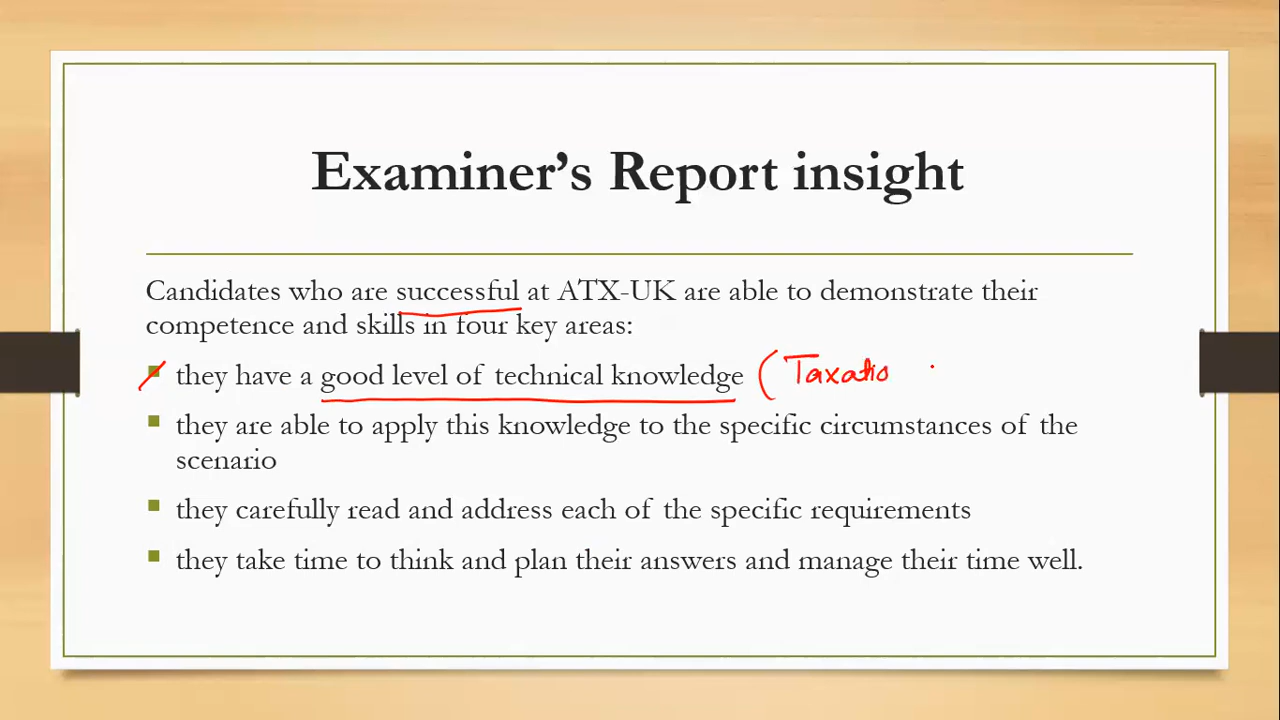 Examiner's Report insight
Candidates who are successful at ATX-UK are able to demonstrate their
competence and skills in four key areas:
they have a good level of technical knowledge (Taxatio
they are able to apply this knowledge to the specific circumstances of the
scenario
they carefully read and address each of the specific requirements
they take time to think and plan their answers and manage their time well.